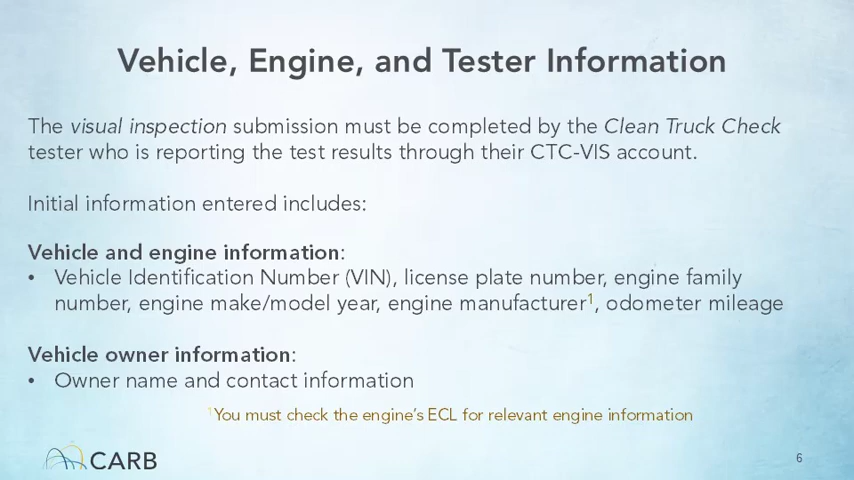 Vehicle, Engine, and Tester Information
The visual inspection submission must be completed by the Clean Truck Check
tester who is reporting the test results through their CTC-VIS account.
Initial information entered includes:
Vehicle and engine information:
• Vehicle Identification Number (VIN), license plate number, engine family
number, engine make/model year, engine manufacturer¹, odometer mileage
Vehicle owner information:
• Owner name and contact information
¹You must check the engine's ECL for relevant engine information
CARB
6